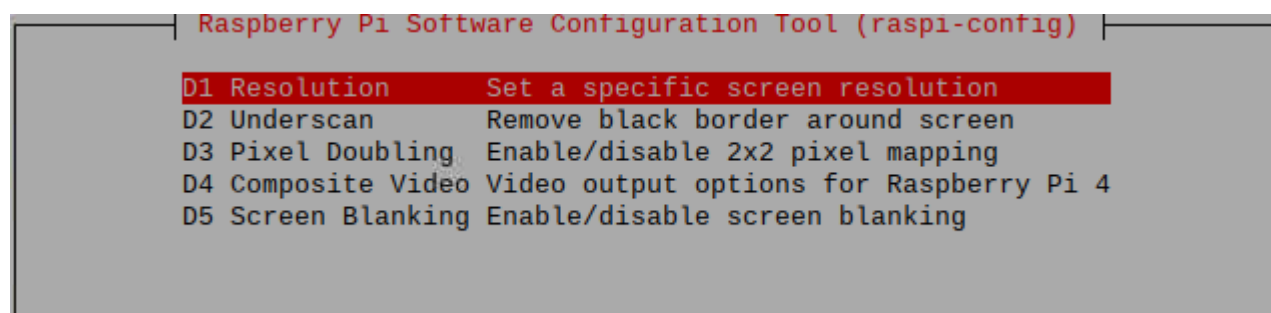 Raspberry Pi Software Configuration Tool (raspi-config)
D1 Resolution Set a specific screen resolution
D2 Underscan Remove black border around screen
D3 Pixel Doubling Enable/disable 2x2 pixel mapping
D4 Composite Video Video output options for Raspberry Pi 4
D5 Screen Blanking Enable/disable screen blanking